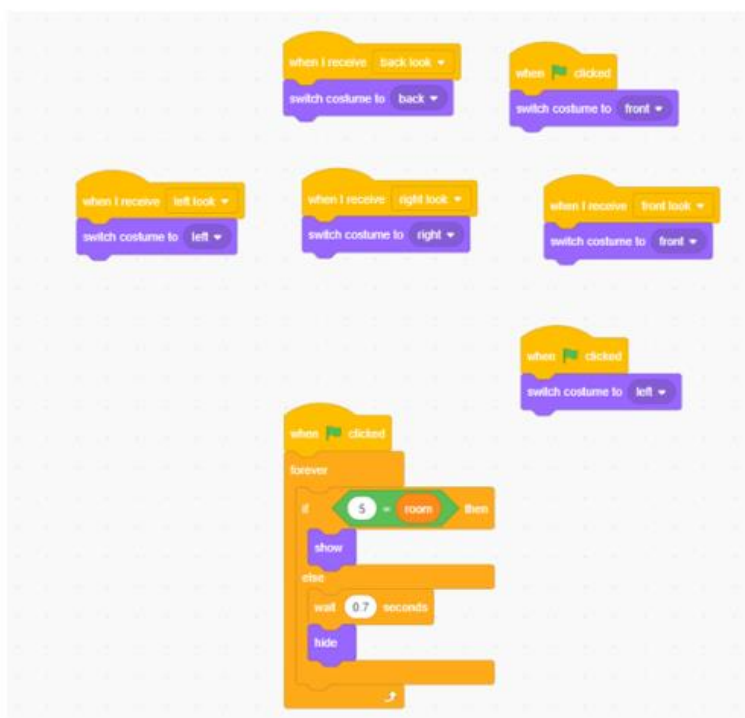 when I receive back look
switch costume to back
when clicked
switch costume to front
when I receive left look
switch costume to left
when I receive right look
switch costume to right
when I receive front look
switch costume to front
when clicked
switch costume to left
when clicked
forever
if 5 = room then
show
else
wait 0.7 seconds
hide